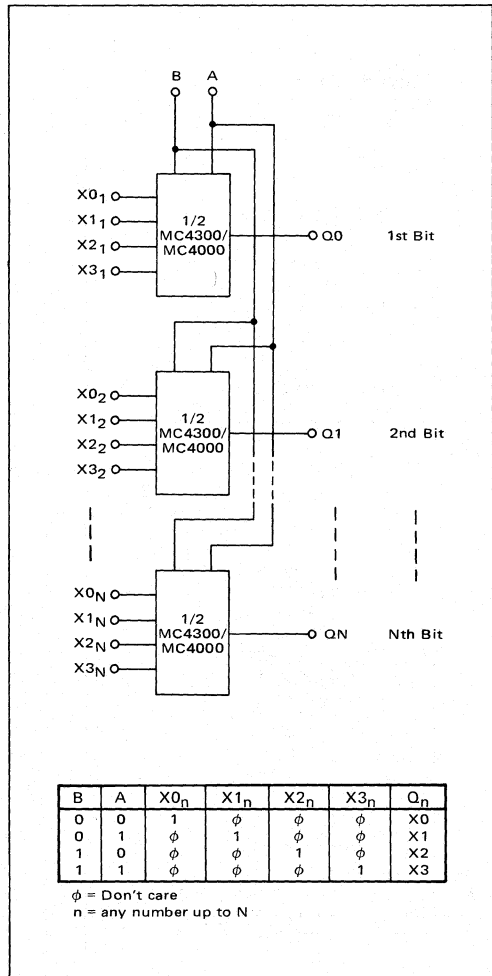 B A
X0₁
X1₁
X2₁
X3₁
1/2
MC4300/
MC4000
Q0 1st Bit
X0₂
X1₂
X2₂
X3₂
1/2
MC4300/
MC4000
Q1 2nd Bit
X0N
X1N
X2N
X3N
1/2
MC4300/
MC4000
QN Nth Bit
B A X0n X1n X2n X3n Qn
0 0 1 ϕ ϕ ϕ X0
0 1 ϕ 1 ϕ ϕ X1
1 0 ϕ ϕ 1 ϕ X2
1 1 ϕ ϕ ϕ 1 X3
ϕ = Don't care
n = any number up to N